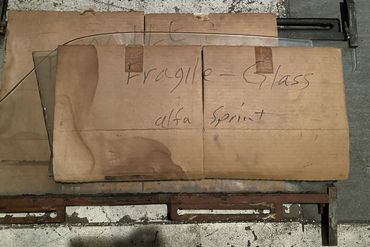 Fragile - Glass
alfa Sprint